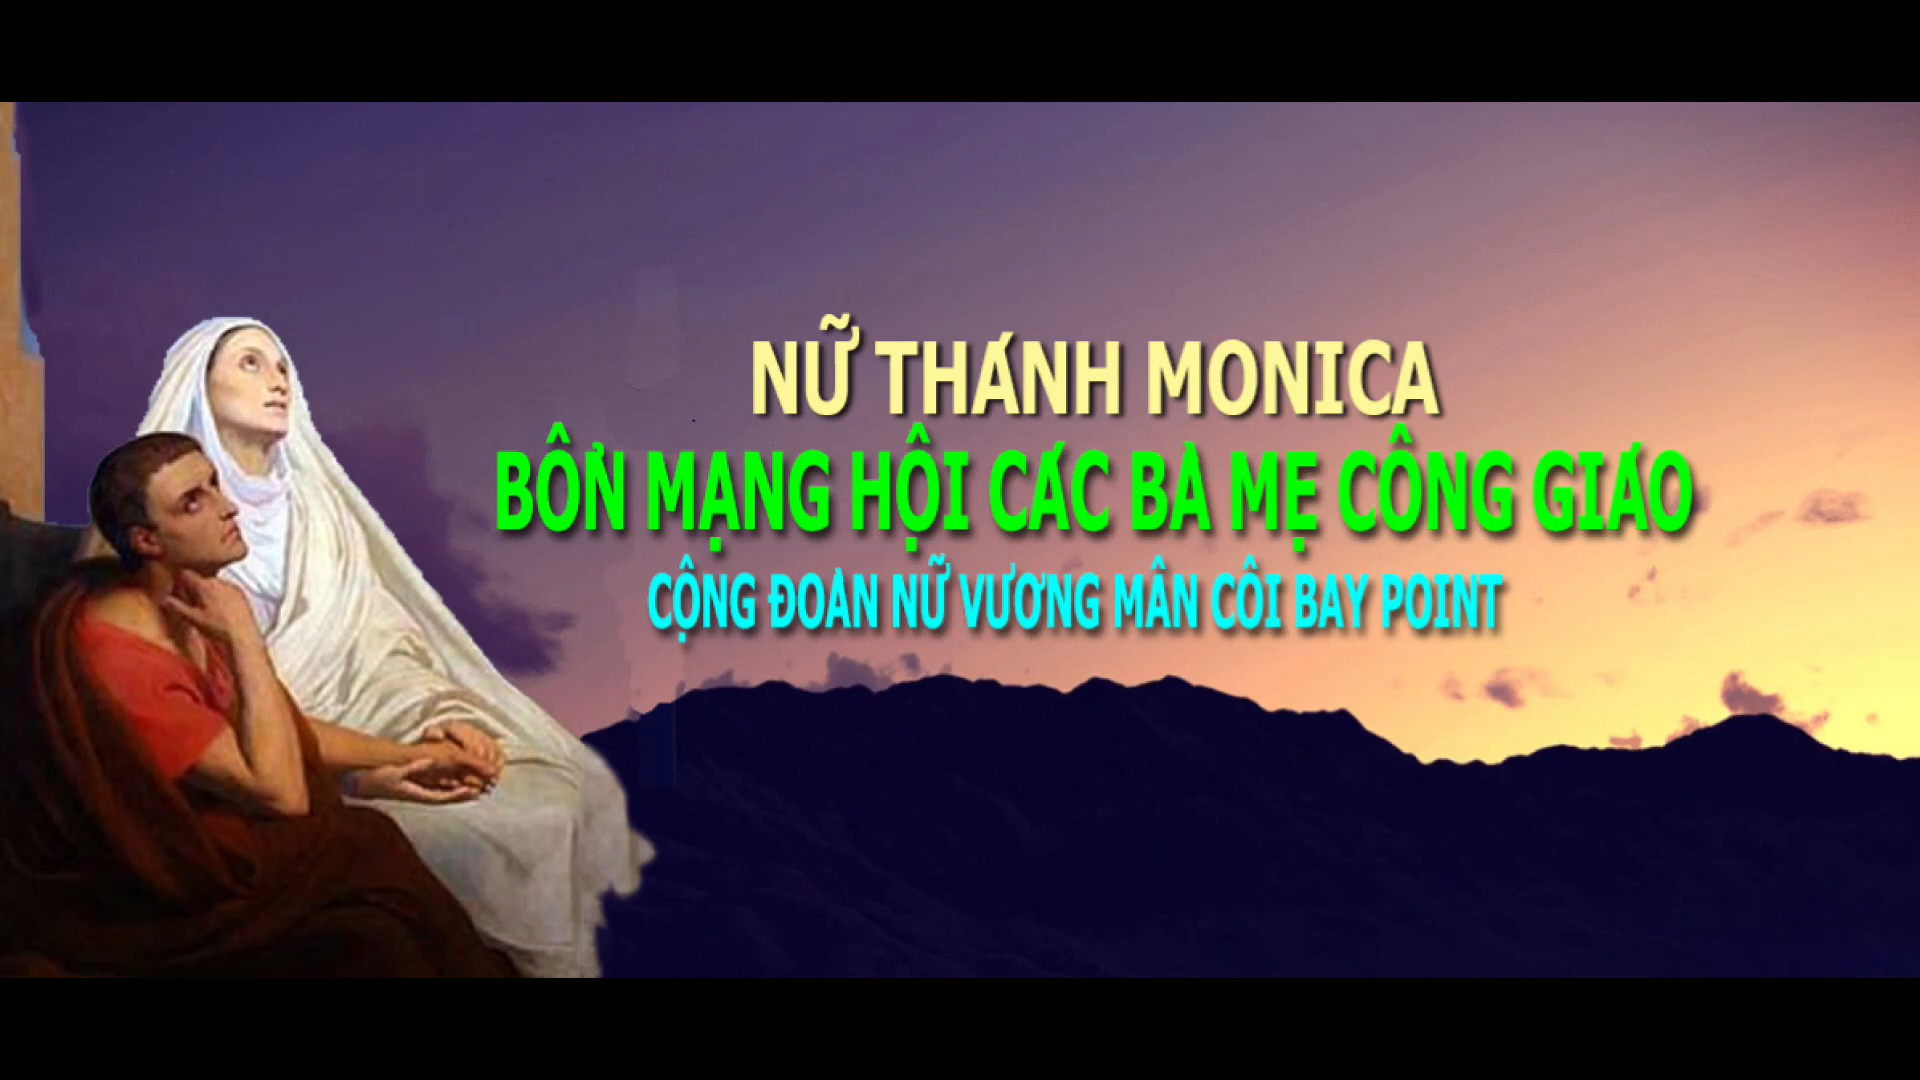 NỮ THÁNH MONICA
BỔN MẠNG HỘI CÁC BÀ MẸ CÔNG GIÁO
CỘNG ĐOÀN NỮ VƯƠNG MÂN CÔI BAY POINT